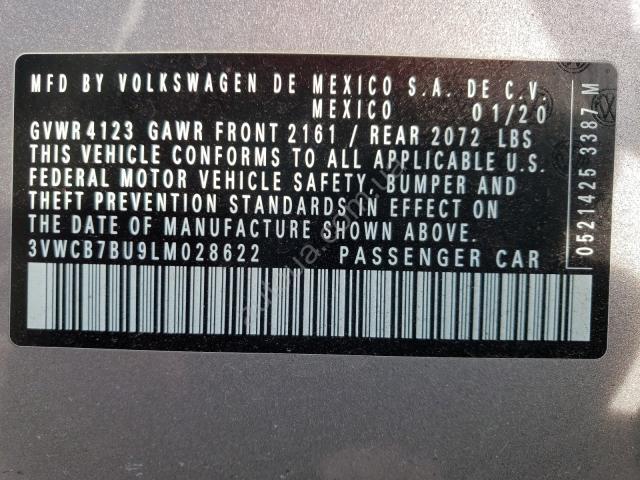 MFD BY VOLKSWAGEN DE MEXICO S.A. DE C.V.
MEXICO 01/20
GVWR 4123 GAWR FRONT 2161 / REAR 2072 LBS
THIS VEHICLE CONFORMS TO ALL APPLICABLE U.S.
FEDERAL MOTOR VEHICLE SAFETY, BUMPER AND
THEFT PREVENTION STANDARDS IN EFFECT ON
THE DATE OF MANUFACTURE SHOWN ABOVE.
3VWCB7BU9LM028622 PASSENGER CAR
0521425 3387 M